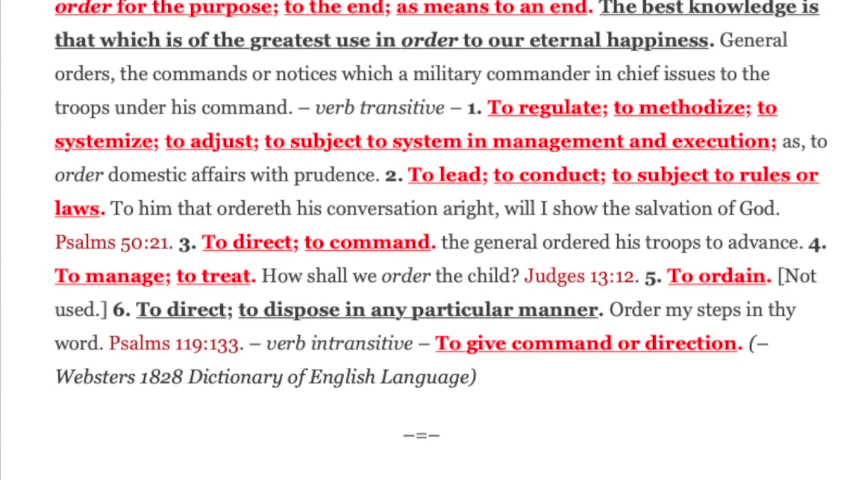 order for the purpose; to the end; as means to an end. The best knowledge is
that which is of the greatest use in order to our eternal happiness. General
orders, the commands or notices which a military commander in chief issues to the
troops under his command. – verb transitive – 1. To regulate; to methodize; to
systemize; to adjust; to subject to system in management and execution; as, to
order domestic affairs with prudence. 2. To lead; to conduct; to subject to rules or
laws. To him that ordereth his conversation aright, will I show the salvation of God.
Psalms 50:21. 3. To direct; to command. the general ordered his troops to advance. 4.
To manage; to treat. How shall we order the child? Judges 13:12. 5. To ordain. [Not
used.] 6. To direct; to dispose in any particular manner. Order my steps in thy
word. Psalms 119:133. – verb intransitive – To give command or direction. (–
Websters 1828 Dictionary of English Language)
–=–